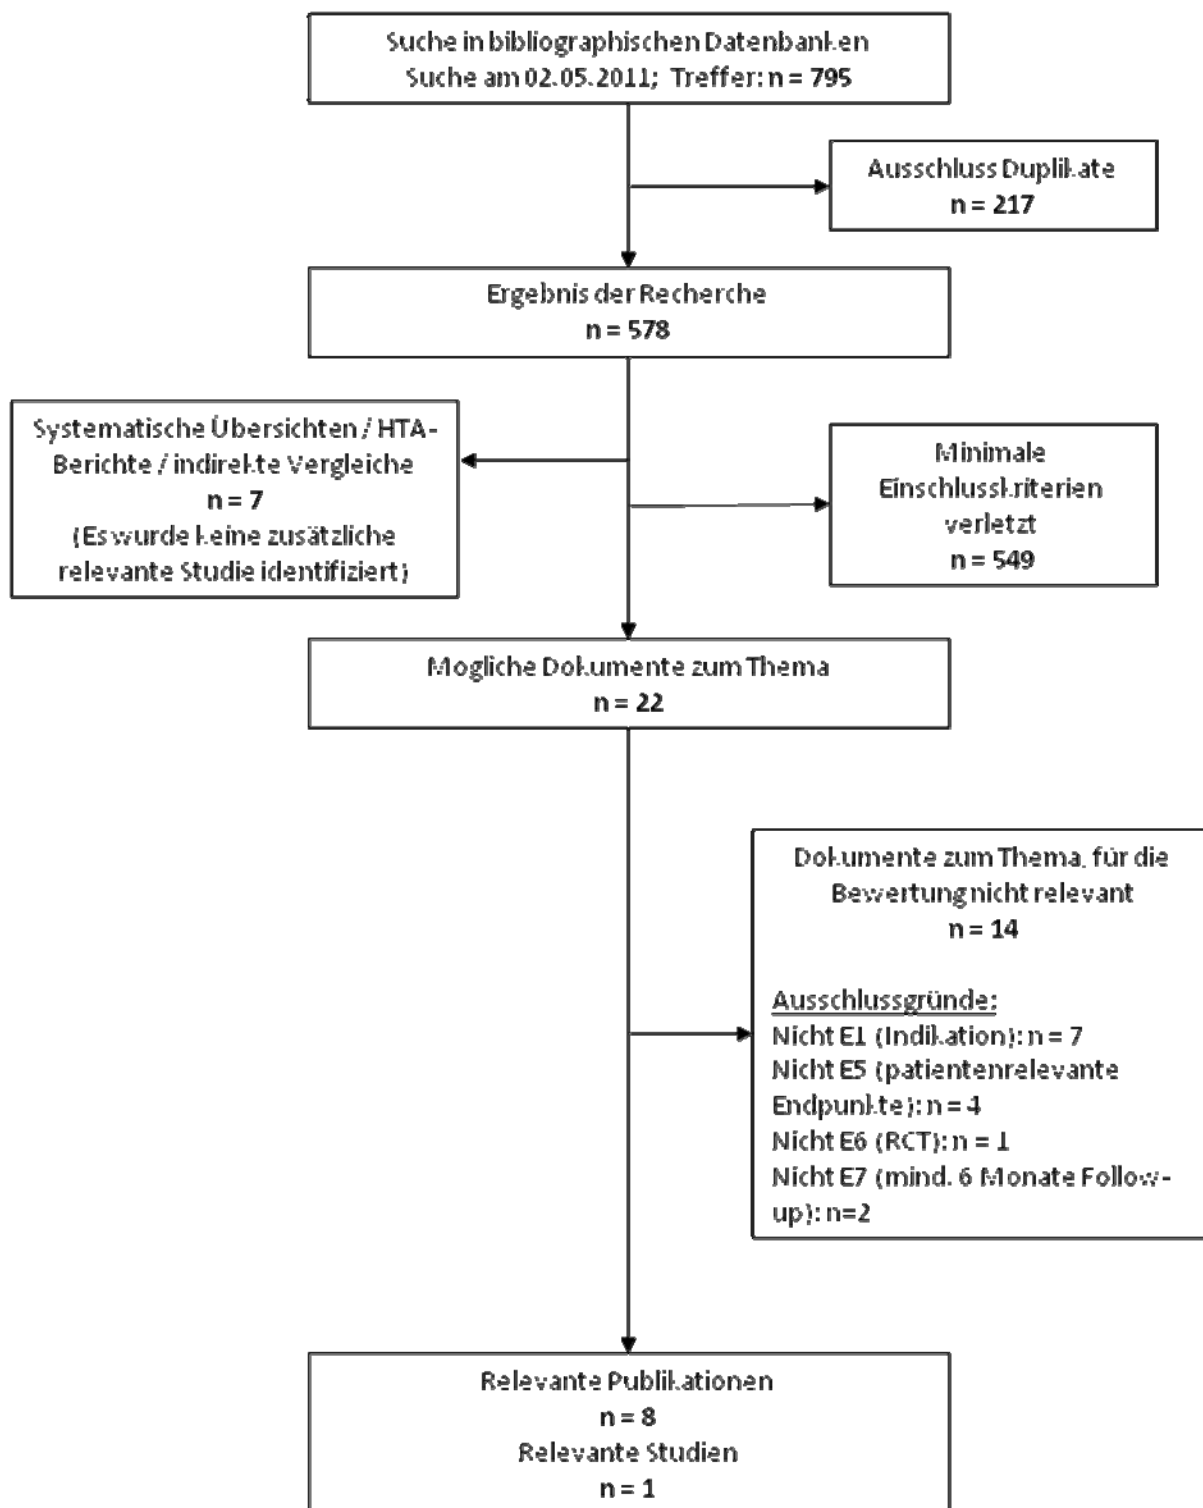 Suche in bibliographischen Datenbanken
Suche am 02.05.2011; Treffer: n = 795
Ausschluss Duplikate
n = 217
Ergebnis der Recherche
n = 578
Systematische Übersichten / HTA-
Berichte / indirekte Vergleiche
n = 7
(Es wurde keine zusätzliche
relevante Studie identifiziert)
Minimale
Einschlusskriterien
verletzt
n = 549
Mögliche Dokumente zum Thema
n = 22
Dokumente zum Thema, für die
Bewertung nicht relevant
n = 14
Ausschlussgründe:
Nicht E1 (Indikation): n = 7
Nicht E5 (patientenrelevante
Endpunkte): n = 4
Nicht E6 (RCT): n = 1
Nicht E7 (mind. 6 Monate Follow-
up): n=2
Relevante Publikationen
n = 8
Relevante Studien
n = 1